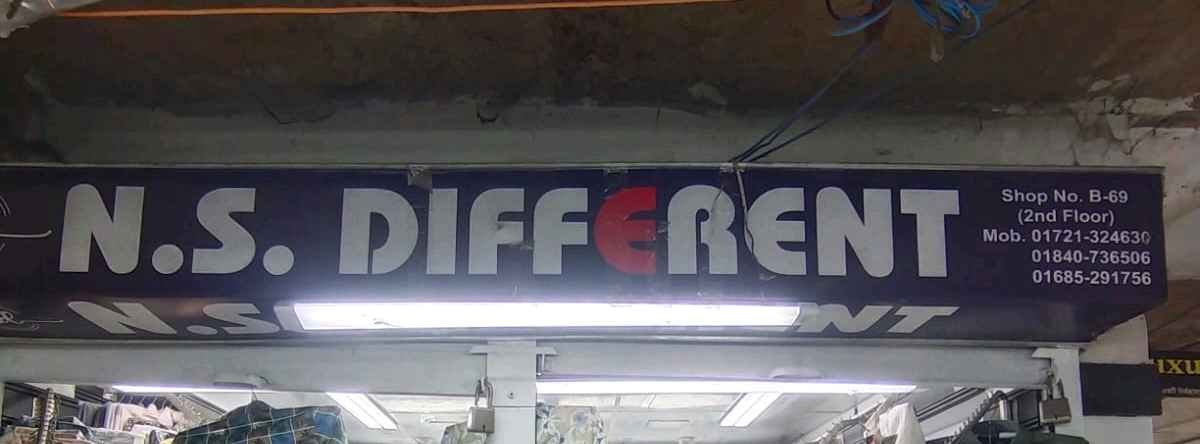 N.S. DIFFERENT
Shop No. B-69
(2nd Floor)
Mob. 01721-324630
01840-736506
01685-291756